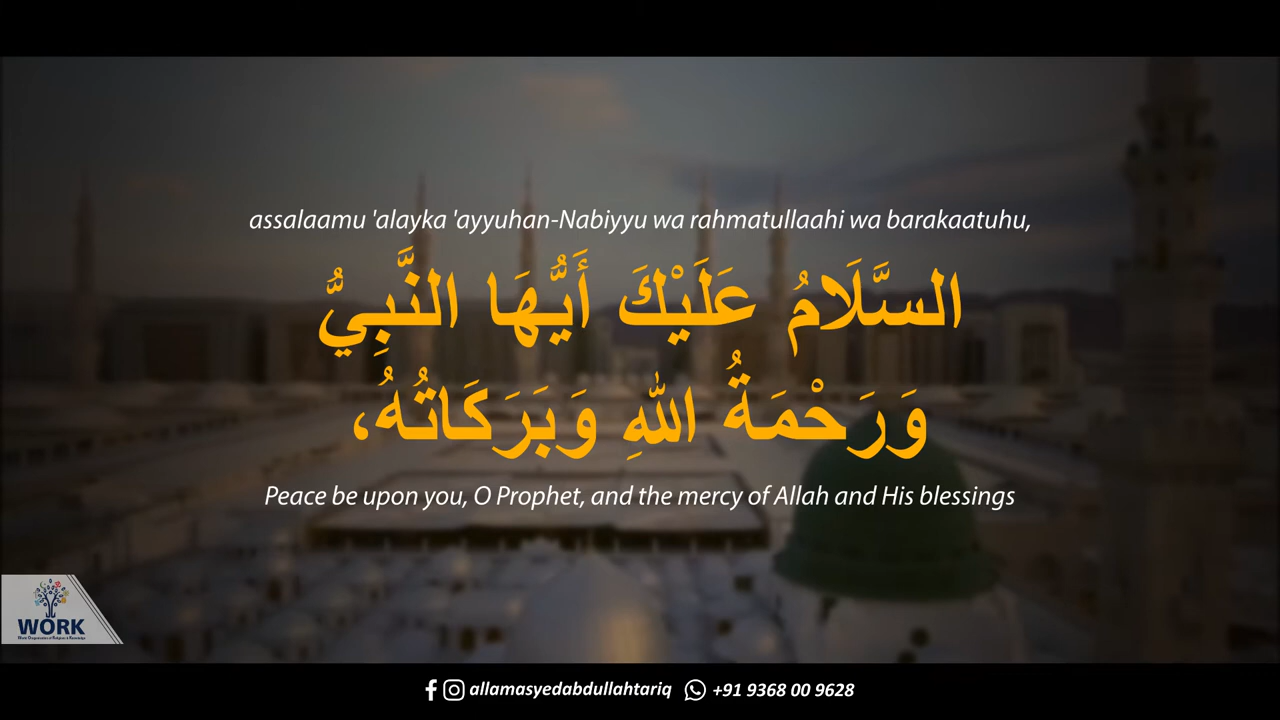 assalaamu 'alayka 'ayyuhan-Nabiyyu wa rahmatullaahi wa barakaatuhu,
السَّلَامُ عَلَيْكَ أَيُّهَا النَّبِيُّ
وَرَحْمَةُ اللهِ وَبَرَكَاتُهُ،
Peace be upon you, O Prophet, and the mercy of Allah and His blessings
WORK
allamasyedabdullahtariq +91 9368 00 9628